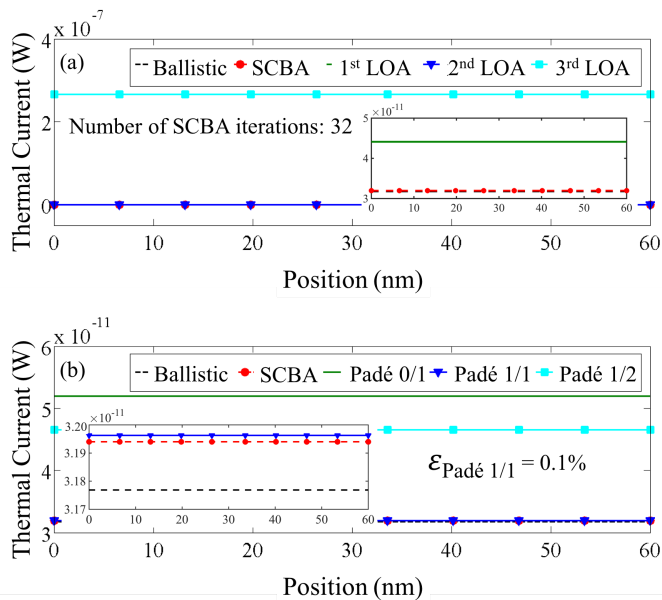 4 x 10⁻⁷
(a)
Ballistic SCBA 1st LOA 2nd LOA 3rd LOA
2
Number of SCBA iterations: 32
x10⁻¹¹
5
4
3
0 10 20 30 40 50 60
0
0 10 20 30 40 50 60
Thermal Current (W)
Position (nm)
6 x 10⁻¹¹
(b)
Ballistic SCBA Padé 0/1 Padé 1/1 Padé 1/2
5
x10⁻¹¹
3.20
3.19
3.18
3.17
0 10 20 30 40 50 60
εPadé 1/1 = 0.1%
4
3
0 10 20 30 40 50 60
Thermal Current (W)
Position (nm)